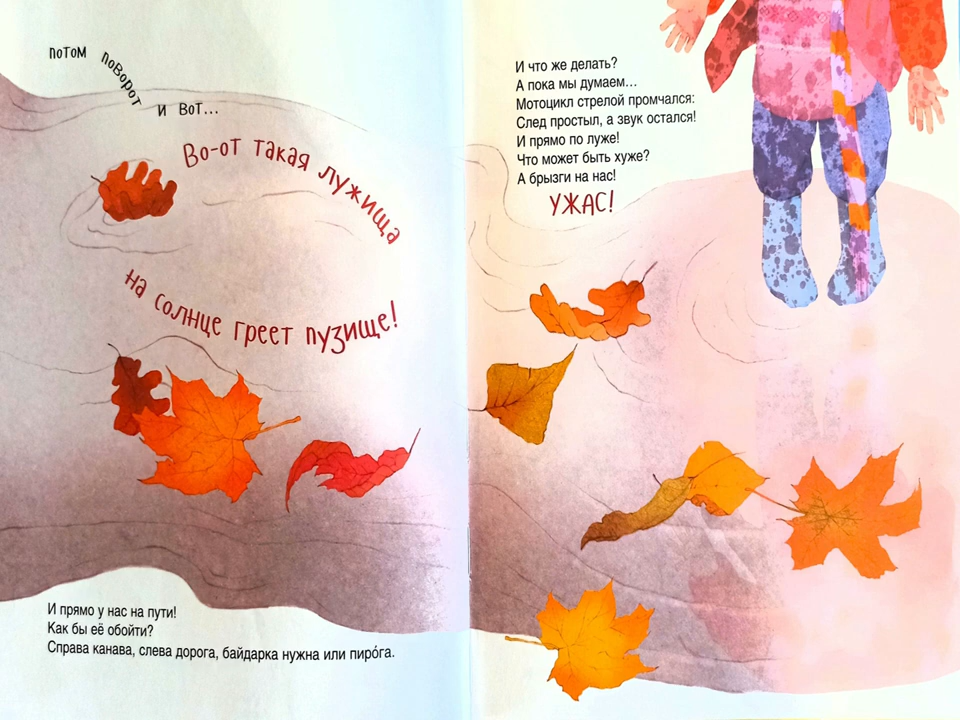 потом поворот и вот...
Во-от такая лужища
на солнце греет пузище!
И прямо у нас на пути!
Как бы её обойти?
Справа канава, слева дорога, байдарка нужна или пиро́га.
И что же делать?
А пока мы думаем...
Мотоцикл стрелой промчался:
След простыл, а звук остался!
И прямо по луже!
Что может быть хуже?
А брызги на нас!
УЖАС!